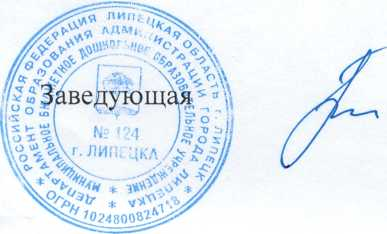 РОССИЙСКАЯ ФЕДЕРАЦИЯ ЛИПЕЦКАЯ ОБЛАСТЬ г. ЛИПЕЦК
ДЕПАРТАМЕНТ ОБРАЗОВАНИЯ АДМИНИСТРАЦИИ ГОРОДА ЛИПЕЦКА
МУНИЦИПАЛЬНОЕ БЮДЖЕТНОЕ ДОШКОЛЬНОЕ ОБРАЗОВАТЕЛЬНОЕ УЧРЕЖДЕНИЕ
Заведующая
№ 124
г. ЛИПЕЦКА
ОГРН 1024800824718